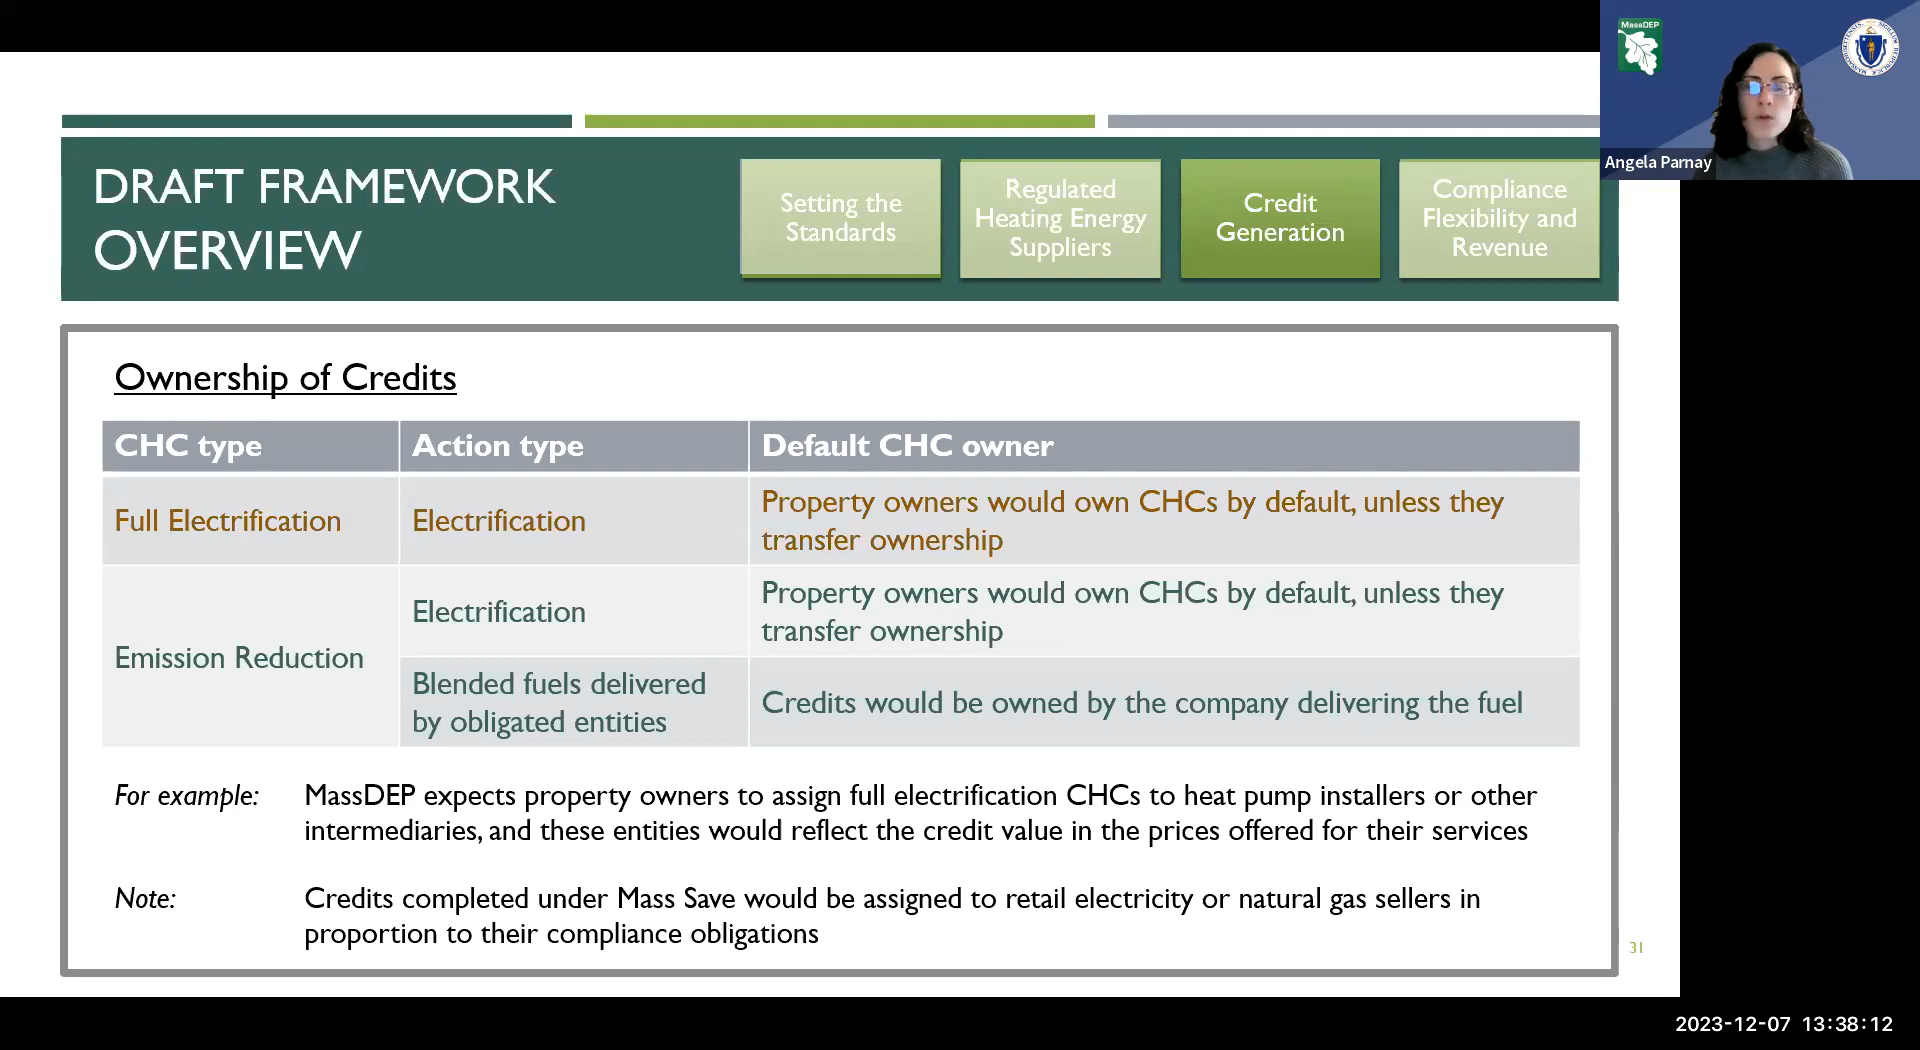 MassDEP
Angela Parnay
DRAFT FRAMEWORK
OVERVIEW
Setting the
Standards
Regulated
Heating Energy
Suppliers
Credit
Generation
Compliance
Flexibility and
Revenue
Ownership of Credits
CHC type
Action type
Default CHC owner
Full Electrification
Electrification
Property owners would own CHCs by default, unless they
transfer ownership
Emission Reduction
Electrification
Property owners would own CHCs by default, unless they
transfer ownership
Blended fuels delivered
by obligated entities
Credits would be owned by the company delivering the fuel
For example: MassDEP expects property owners to assign full electrification CHCs to heat pump installers or other
intermediaries, and these entities would reflect the credit value in the prices offered for their services
Note: Credits completed under Mass Save would be assigned to retail electricity or natural gas sellers in
proportion to their compliance obligations
31
2023-12-07 13:38:12